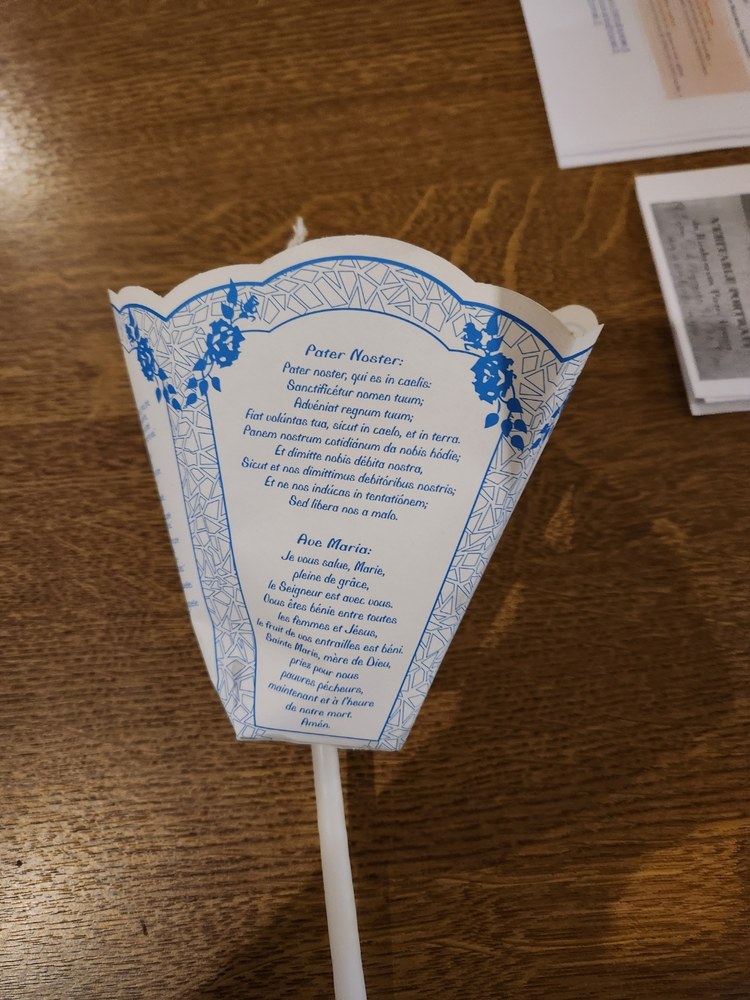 Pater Noster:
Pater noster, qui es in caelis:
Sanctificétur nomen tuum;
Advéniat regnum tuum;
Fiat volúntas tua, sicut in caelo, et in terra.
Panem nostrum cotidiánum da nobis hódie;
Et dimitte nobis débita nostra,
Sicut et nos dimittimus debitóribus nostris;
Et ne nos indúcas in tentatiónem;
Sed libera nos a malo.
Ave Maria:
Je vous salue, Marie,
pleine de grâce,
le Seigneur est avec vous.
Vous êtes bénie entre toutes
les femmes et Jésus,
le fruit de vos entrailles est béni.
Sainte Marie, mère de Dieu,
priez pour nous
pauvres pécheurs,
maintenant et à l'heure
de notre mort.
Amén.
VERITABLE PORTRAIT